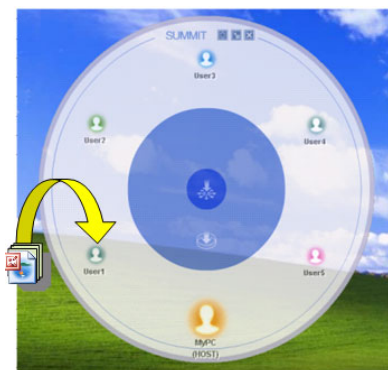 SUMMIT
User3
User2
User4
User1
User5
MyPC
(HOST)